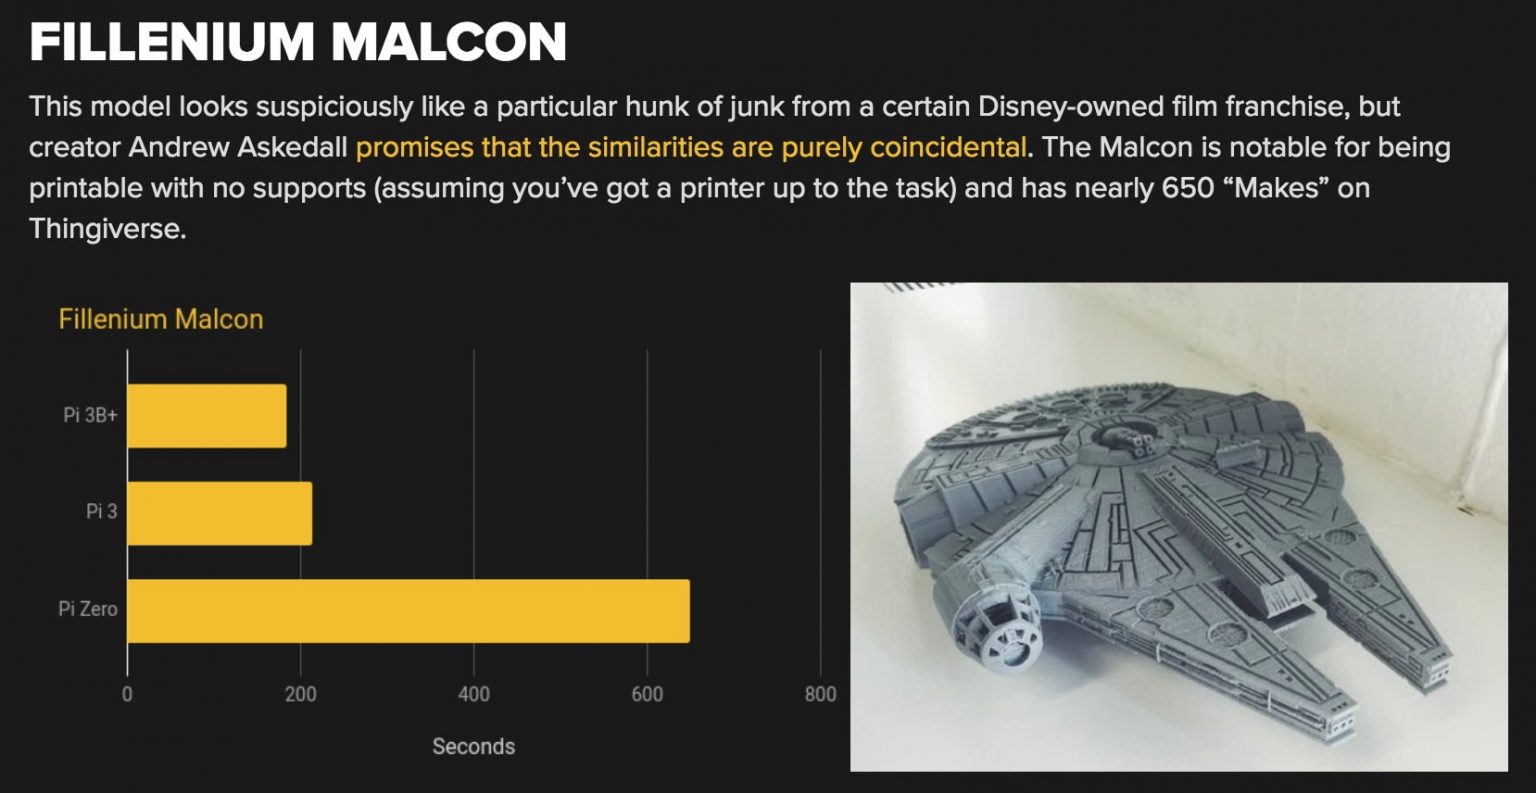 FILLENIUM MALCON
This model looks suspiciously like a particular hunk of junk from a certain Disney-owned film franchise, but
creator Andrew Askedall promises that the similarities are purely coincidental. The Malcon is notable for being
printable with no supports (assuming you’ve got a printer up to the task) and has nearly 650 “Makes” on
Thingiverse.
Fillenium Malcon
Pi 3B+
Pi 3
Pi Zero
0 200 400 600 800
Seconds